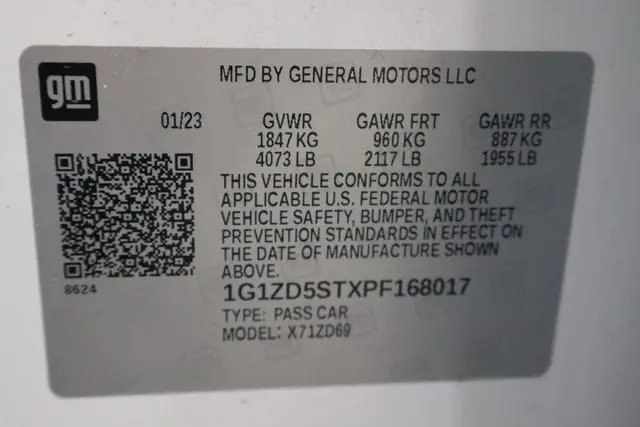 gm
MFD BY GENERAL MOTORS LLC
01/23 GVWR GAWR FRT GAWR RR
1847 KG 960 KG 887 KG
4073 LB 2117 LB 1955 LB
THIS VEHICLE CONFORMS TO ALL
APPLICABLE U.S. FEDERAL MOTOR
VEHICLE SAFETY, BUMPER, AND THEFT
PREVENTION STANDARDS IN EFFECT ON
THE DATE OF MANUFACTURE SHOWN
ABOVE.
8624
1G1ZD5STXPF168017
TYPE: PASS CAR
MODEL: X71ZD69